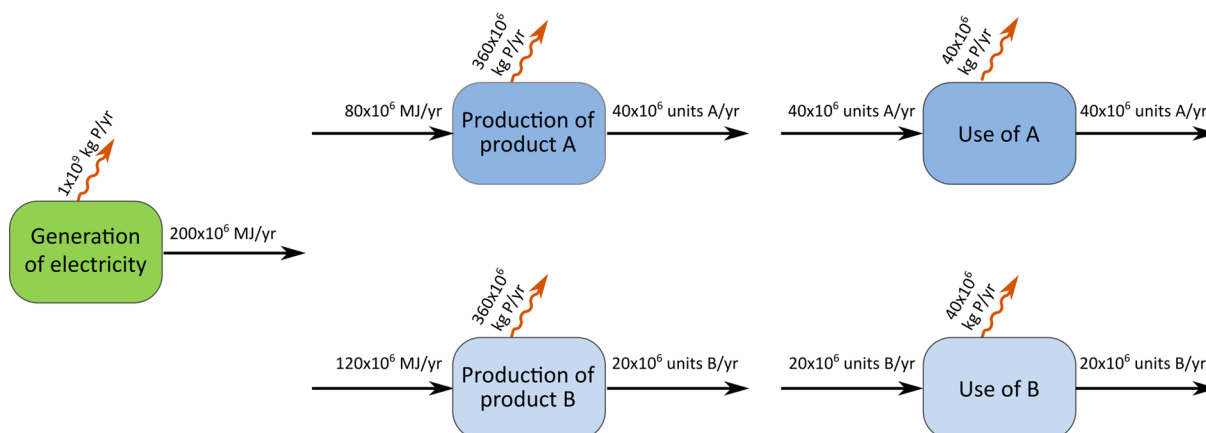 1x10⁹ kg P/yr
Generation
of electricity
200x10⁶ MJ/yr
80x10⁶ MJ/yr
360x10⁶
kg P/yr
Production of
product A
40x10⁶ units A/yr
40x10⁶ units A/yr
40x10⁶
kg P/yr
Use of A
40x10⁶ units A/yr
120x10⁶ MJ/yr
360x10⁶
kg P/yr
Production of
product B
20x10⁶ units B/yr
20x10⁶ units B/yr
40x10⁶
kg P/yr
Use of B
20x10⁶ units B/yr